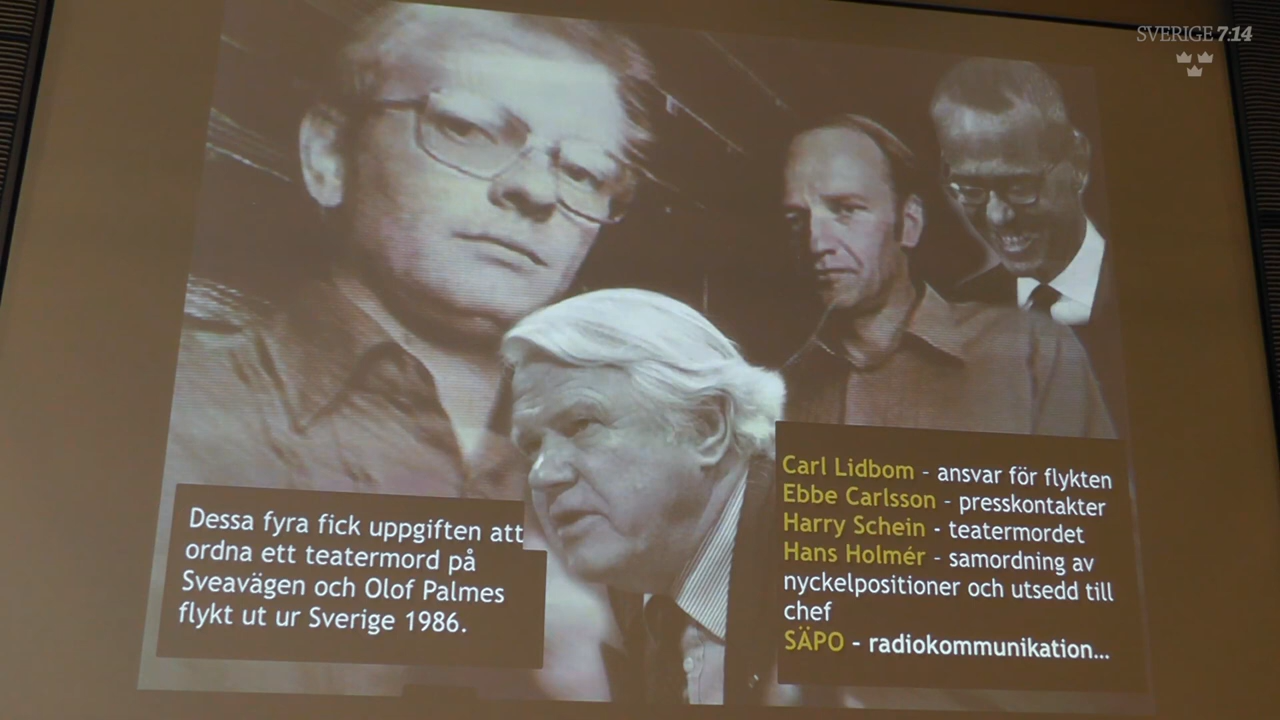 SVERIGE 7:14
Dessa fyra fick uppgiften att
ordna ett teatermord på
Sveavägen och Olof Palmes
flykt ut ur Sverige 1986.
Carl Lidbom - ansvar för flykten
Ebbe Carlsson - presskontakter
Harry Schein - teatermordet
Hans Holmér - samordning av
nyckelpositioner och utsedd till
chef
SÄPO - radiokommunikation...